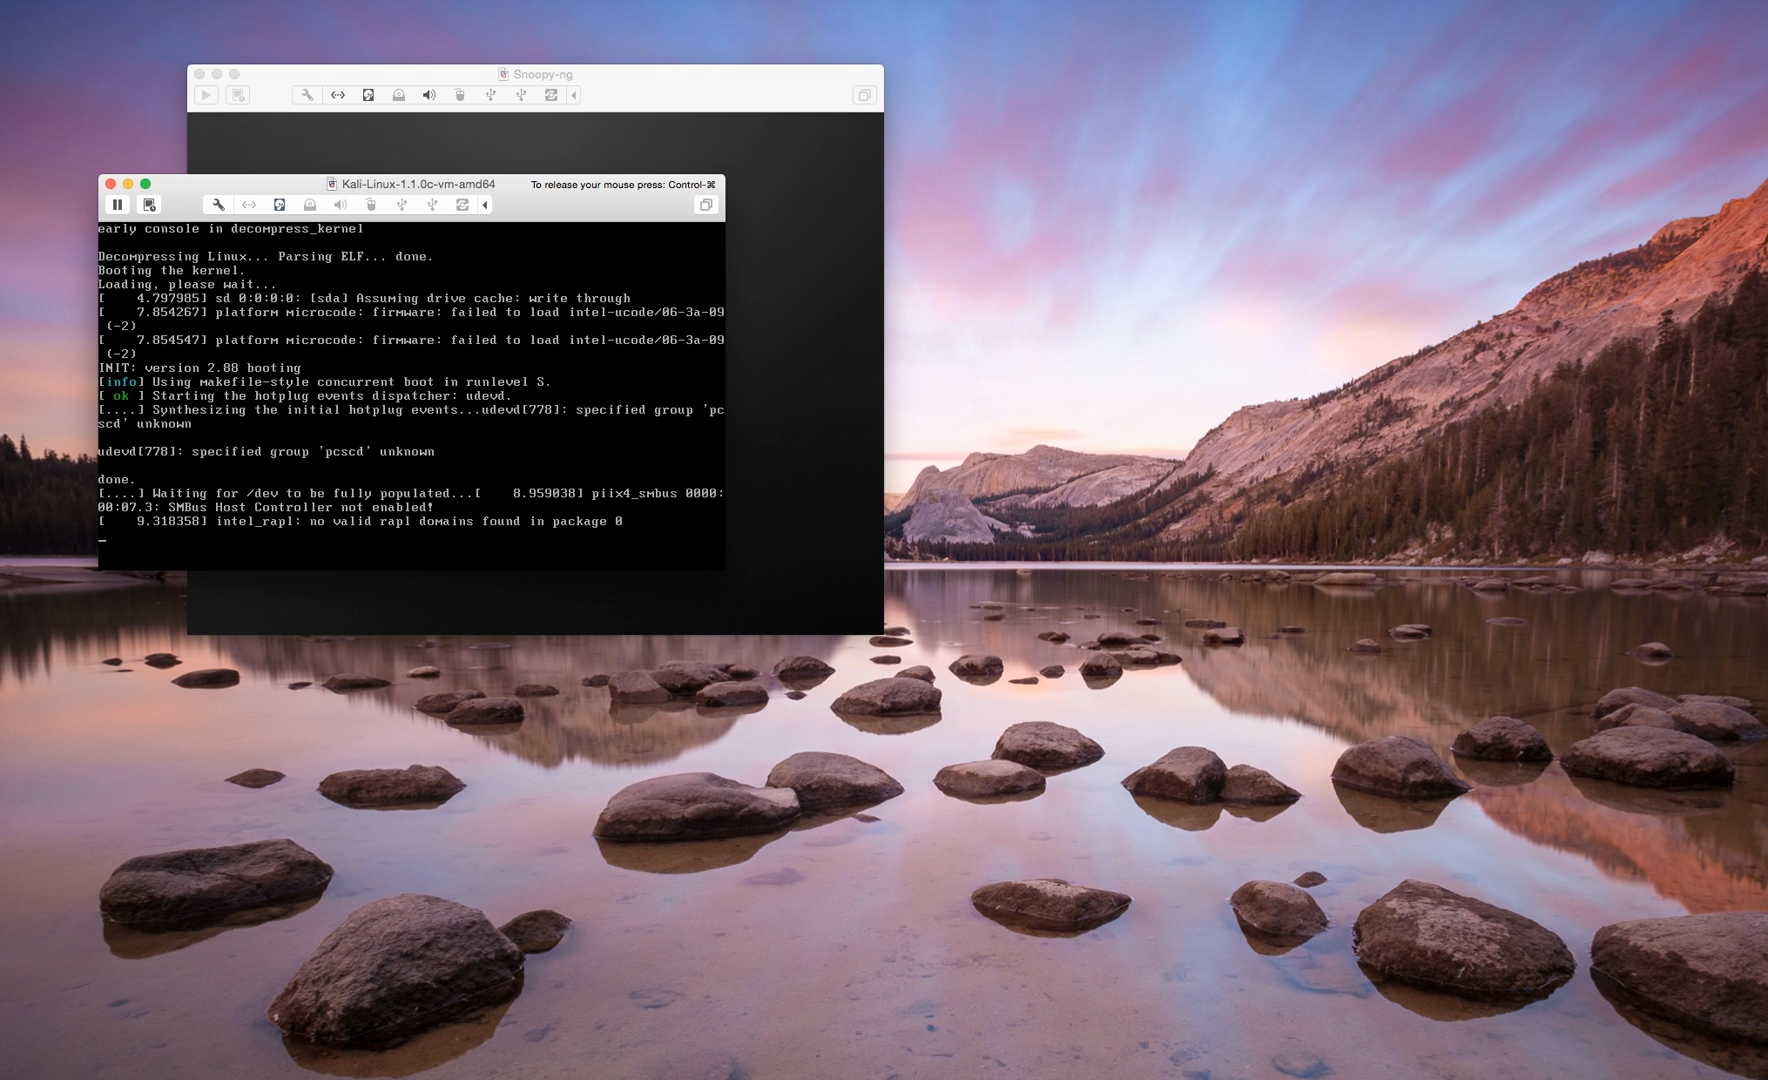 Snoopy-ng
Kali-Linux-1.1.0c-vm-amd64
To release your mouse press: Control-⌘
early console in decompress_kernel
Decompressing Linux... Parsing ELF... done.
Booting the kernel.
Loading, please wait...
[    4.797985] sd 0:0:0:0: [sda] Assuming drive cache: write through
[    7.854267] platform microcode: firmware: failed to load intel-ucode/06-3a-09
 (-2)
[    7.854547] platform microcode: firmware: failed to load intel-ucode/06-3a-09
 (-2)
INIT: version 2.88 booting
[info] Using makefile-style concurrent boot in runlevel S.
[ ok ] Starting the hotplug events dispatcher: udevd.
[....] Synthesizing the initial hotplug events...udevd[778]: specified group 'pc
scd' unknown
udevd[778]: specified group 'pcscd' unknown
done.
[....] Waiting for /dev to be fully populated...[    8.959038] piix4_smbus 0000:
00:07.3: SMBus Host Controller not enabled!
[    9.318358] intel_rapl: no valid rapl domains found in package 0